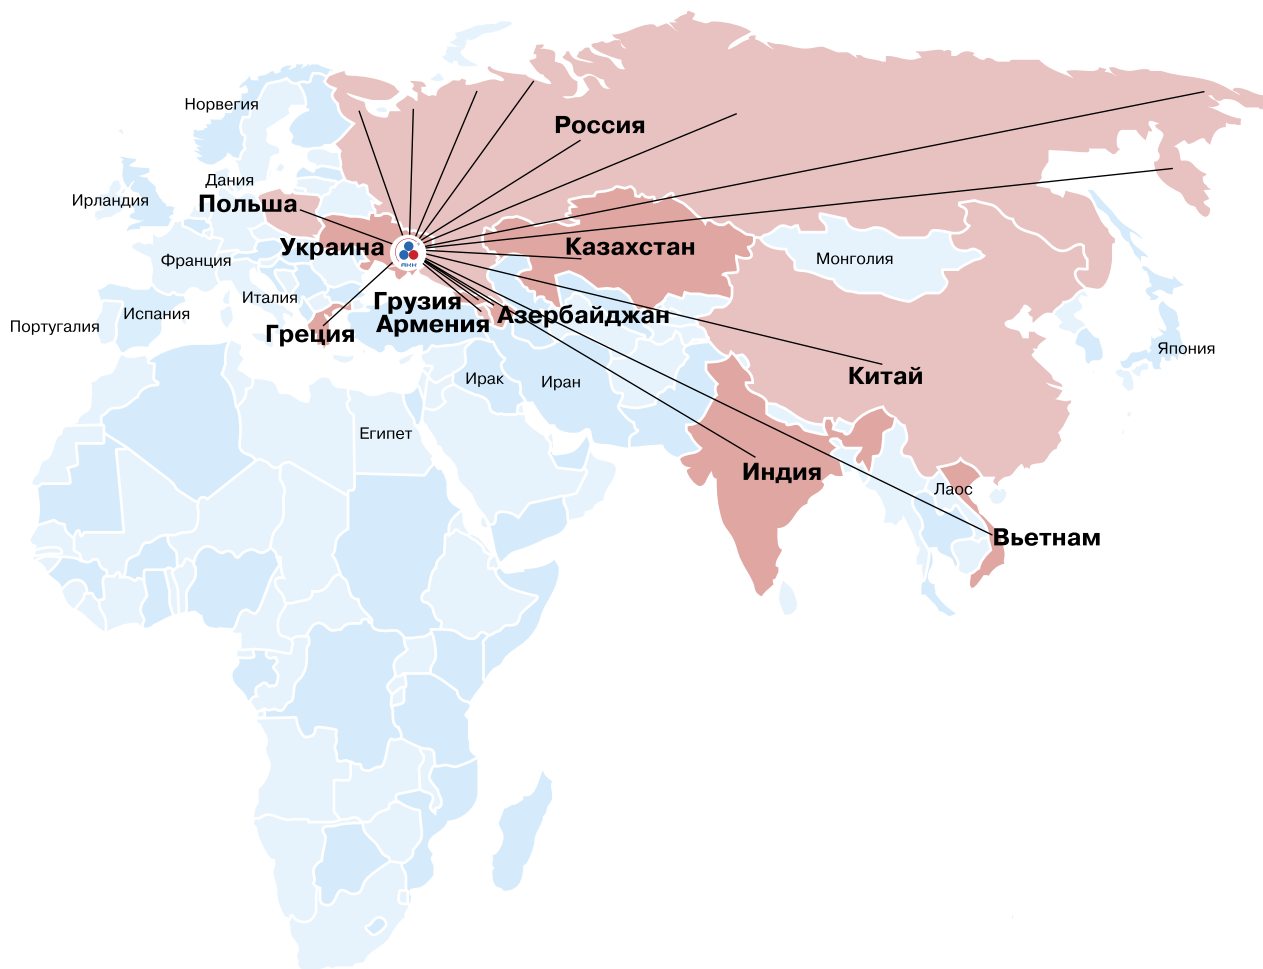 Норвегия
Россия
Дания
Ирландия
Польша
Украина
Казахстан
Франция
Монголия
АКК
Италия
Грузия
Испания
Азербайджан
Португалия
Армения
Греция
Япония
Китай
Ирак
Иран
Египет
Индия
Лаос
Вьетнам